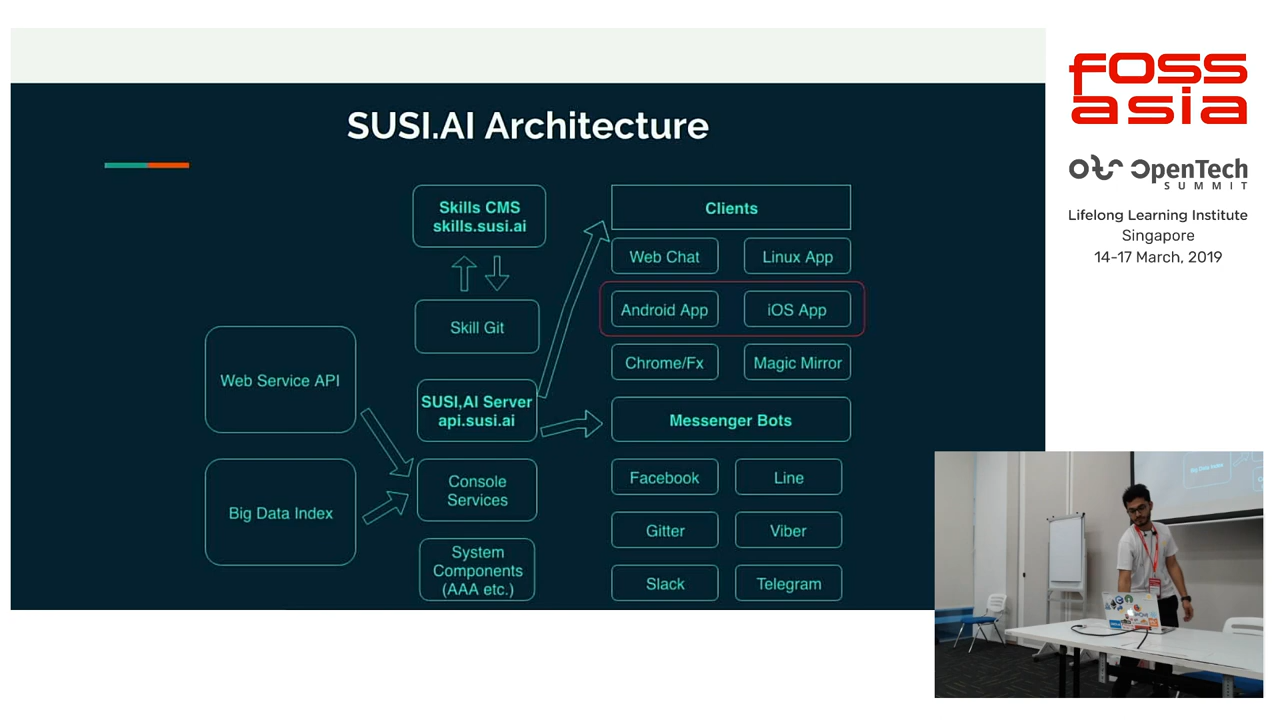 SUSI.AI Architecture
Skills CMS
skills.susi.ai
Skill Git
Web Service API
SUSI,AI Server
api.susi.ai
Big Data Index
Console
Services
System
Components
(AAA etc.)
Clients
Web Chat
Linux App
Android App
iOS App
Chrome/Fx
Magic Mirror
Messenger Bots
Facebook
Line
Gitter
Viber
Slack
Telegram
foss
asia
OpenTech
SUMMIT
Lifelong Learning Institute
Singapore
14-17 March, 2019
Big Data Index